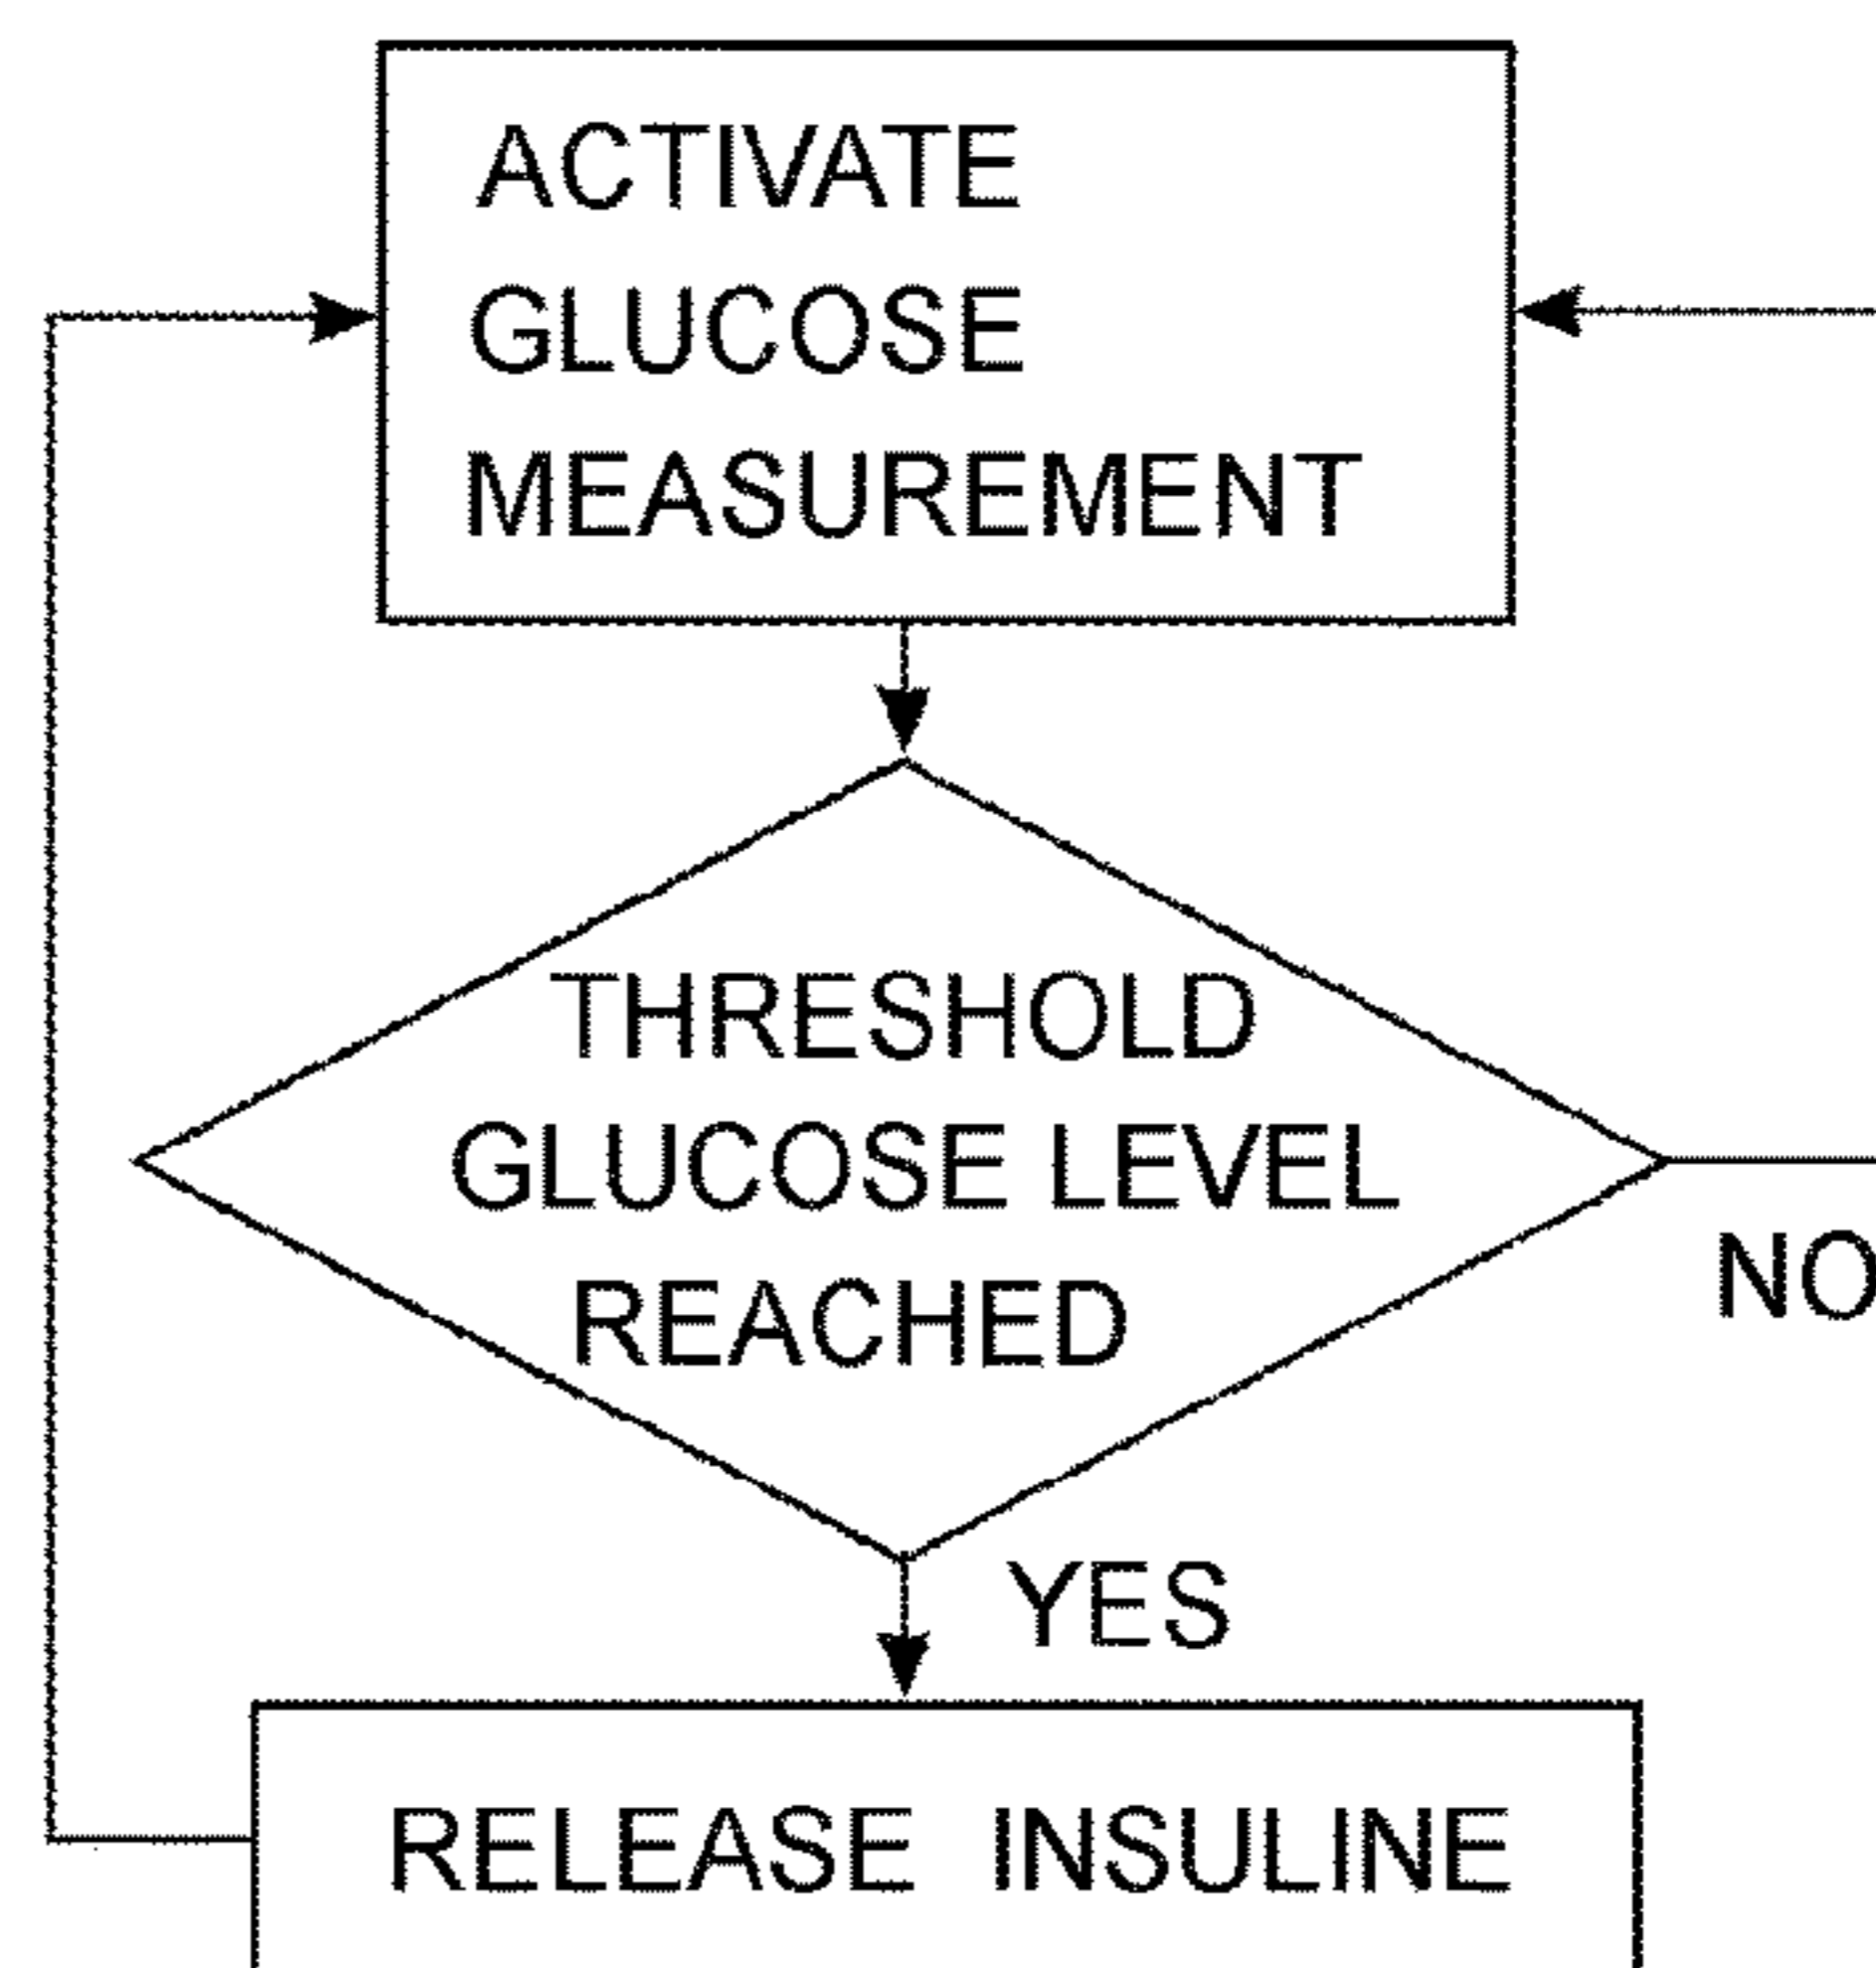 ACTIVATE
GLUCOSE
MEASUREMENT
THRESHOLD
GLUCOSE LEVEL
REACHED
NO
YES
RELEASE INSULINE